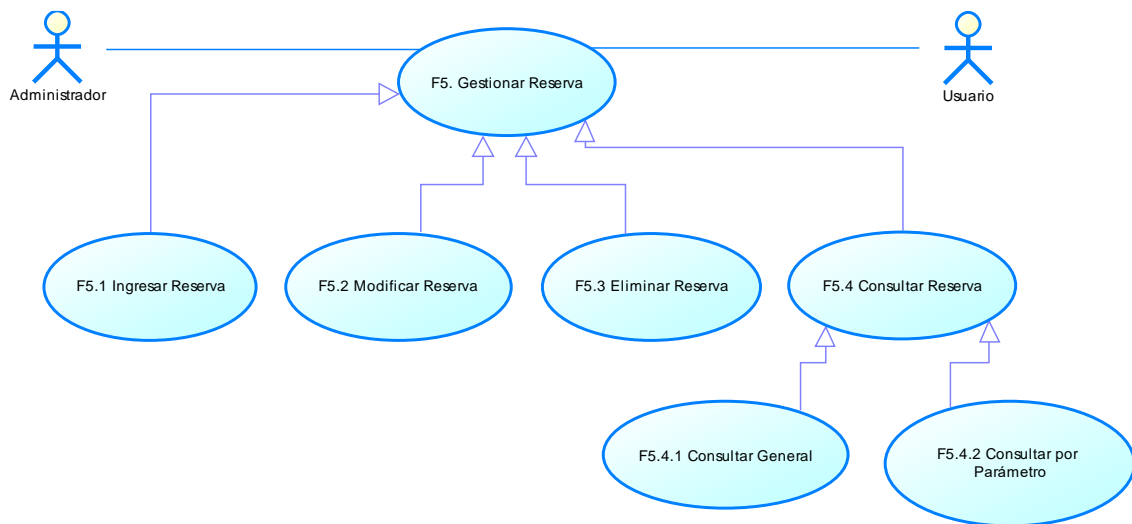 Administrador
F5. Gestionar Reserva
Usuario
F5.1 Ingresar Reserva
F5.2 Modificar Reserva
F5.3 Eliminar Reserva
F5.4 Consultar Reserva
F5.4.1 Consultar General
F5.4.2 Consultar por
Parámetro